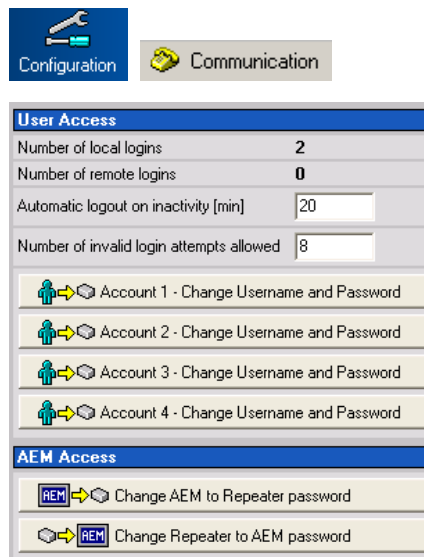 Configuration
Communication
User Access
Number of local logins 2
Number of remote logins 0
Automatic logout on inactivity [min] 20
Number of invalid login attempts allowed 8
Account 1 - Change Username and Password
Account 2 - Change Username and Password
Account 3 - Change Username and Password
Account 4 - Change Username and Password
AEM Access
AEM Change AEM to Repeater password
AEM Change Repeater to AEM password